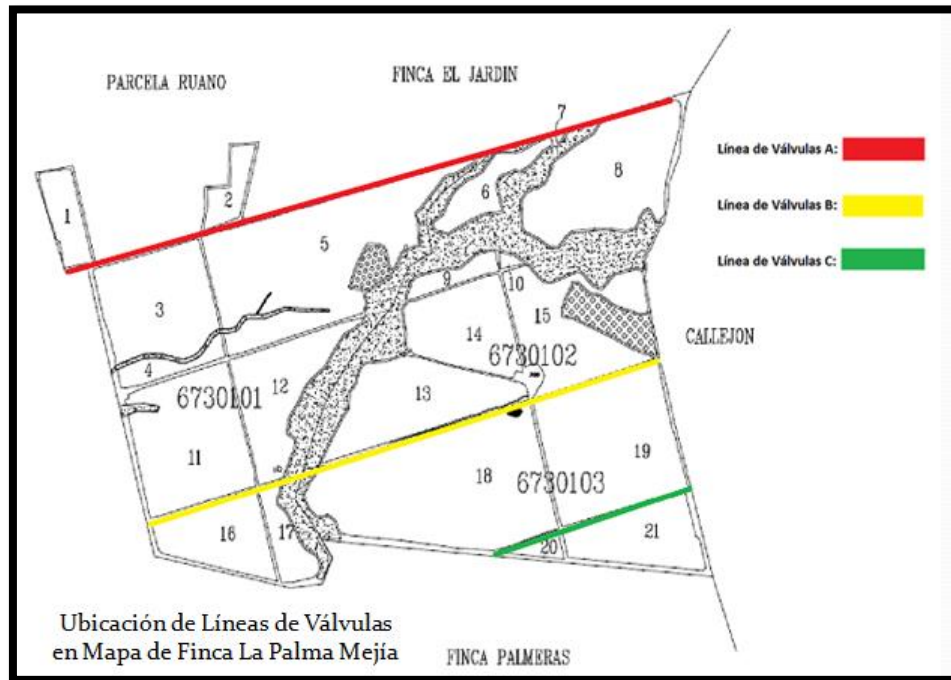 PARCELA RUANO
FINCA EL JARDIN
7
Línea de Válvulas A:
8
2
6
1
Línea de Válvulas B:
5
Línea de Válvulas C:
9
10
3
15
14
CALLEJON
6730102
4
12
6730101
13
11
19
18
6730103
16
17
21
20
Ubicación de Líneas de Válvulas
en Mapa de Finca La Palma Mejía
FINCA PALMERAS